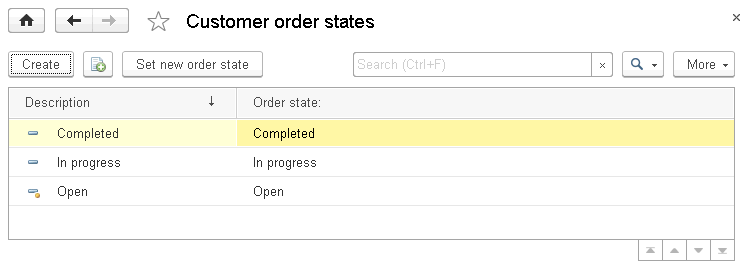 Customer order states
Create Set new order state Search (Ctrl+F) × More
Description ↓ Order state:
Completed Completed
In progress In progress
Open Open